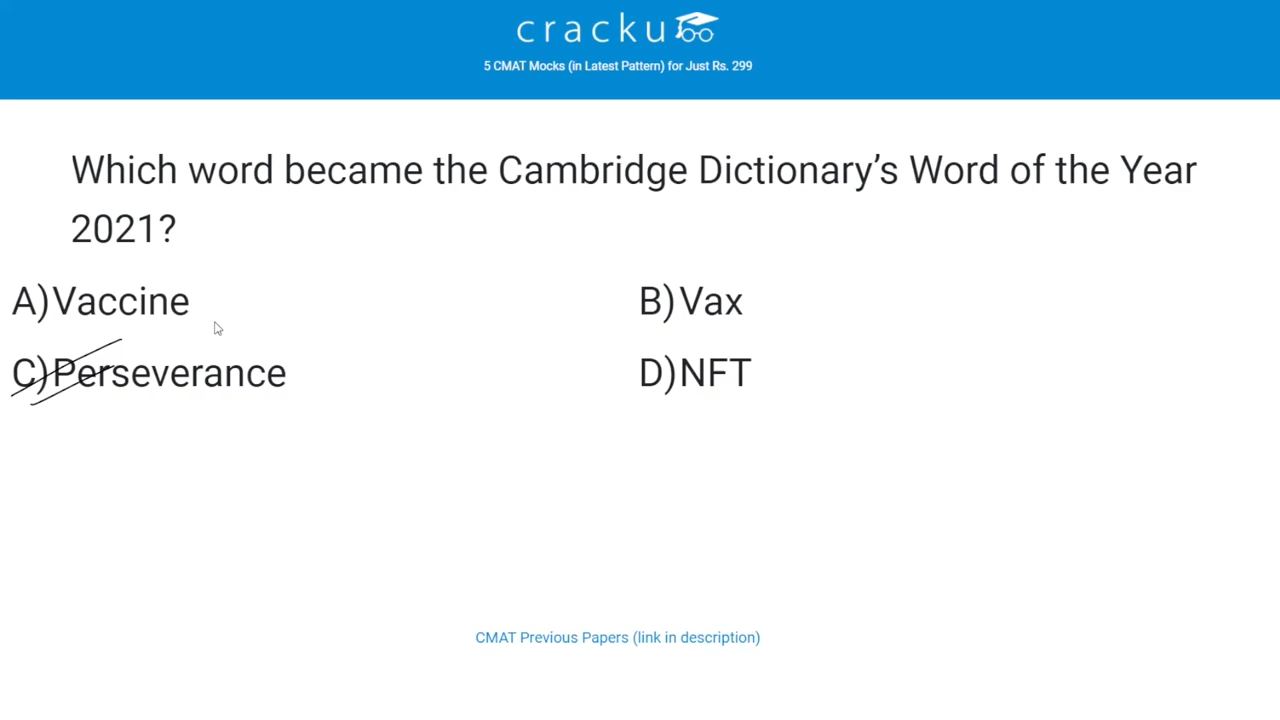 cracku
5 CMAT Mocks (in Latest Pattern) for Just Rs. 299
Which word became the Cambridge Dictionary's Word of the Year
2021?
A)Vaccine
B)Vax
C)Perseverance
D)NFT
CMAT Previous Papers (link in description)